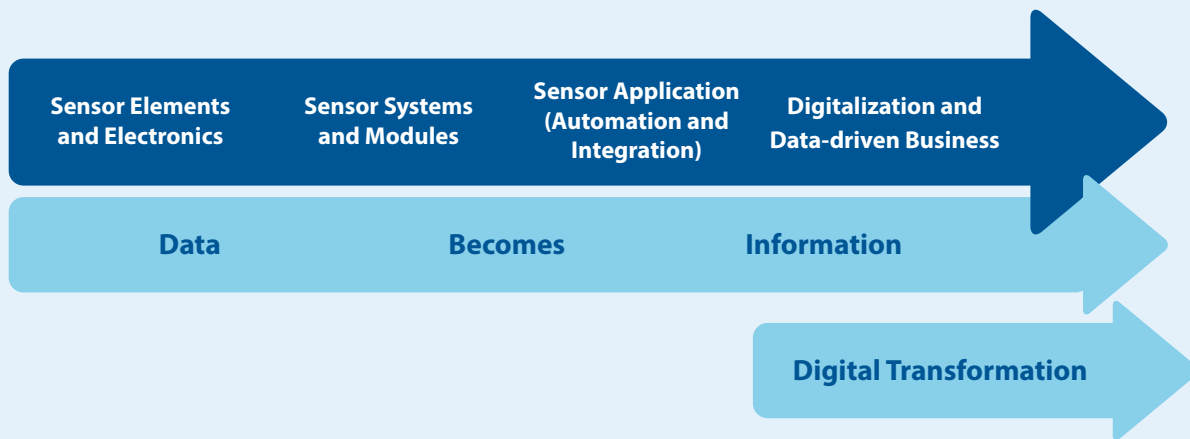 Sensor Elements
and Electronics
Sensor Systems
and Modules
Sensor Application
(Automation and
Integration)
Digitalization and
Data-driven Business
Data
Becomes
Information
Digital Transformation